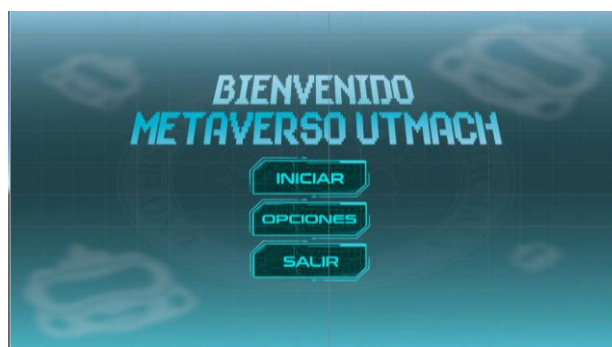 BIENVENIDO
METAVERSO UTMACH
INICIAR
OPCIONES
SALIR